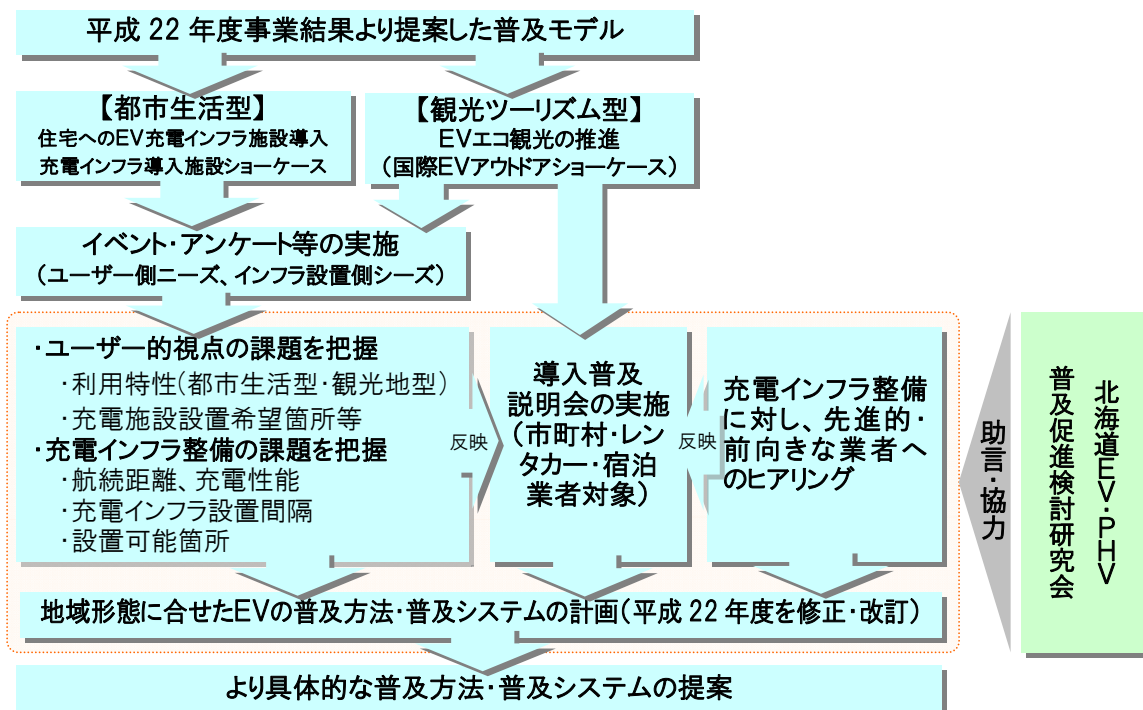 平成 22 年度事業結果より提案した普及モデル
【都市生活型】
住宅へのEV充電インフラ施設導入
充電インフラ導入施設ショーケース
【観光ツーリズム型】
EVエコ観光の推進
（国際EVアウトドアショーケース）
イベント・アンケート等の実施
（ユーザー側ニーズ、インフラ設置側シーズ）
・ユーザー的視点の課題を把握
・利用特性(都市生活型・観光地型)
・充電施設設置希望箇所等
・充電インフラ整備の課題を把握
・航続距離、充電性能
・充電インフラ設置間隔
・設置可能箇所
反映
導入普及
説明会の実施
（市町村・レン
タカー・宿泊
業者対象）
反映
充電インフラ整備
に対し、先進的・
前向きな業者へ
のヒアリング
助言・協力
北海道EV・PHV
普及促進検討研究会
地域形態に合せたEVの普及方法・普及システムの計画（平成 22 年度を修正・改訂）
より具体的な普及方法・普及システムの提案